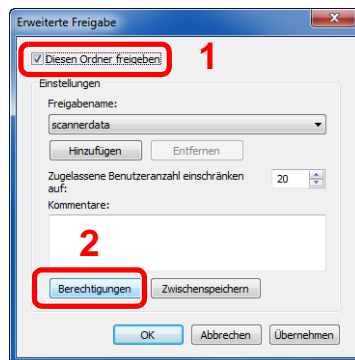 Erweiterte Freigabe
Diesen Ordner freigeben
1
Einstellungen
Freigabename:
scannerdata
Hinzufügen Entfernen
Zugelassene Benutzeranzahl einschränken
auf:
20
Kommentare:
2
Berechtigungen Zwischenspeichern
OK Abbrechen Übernehmen